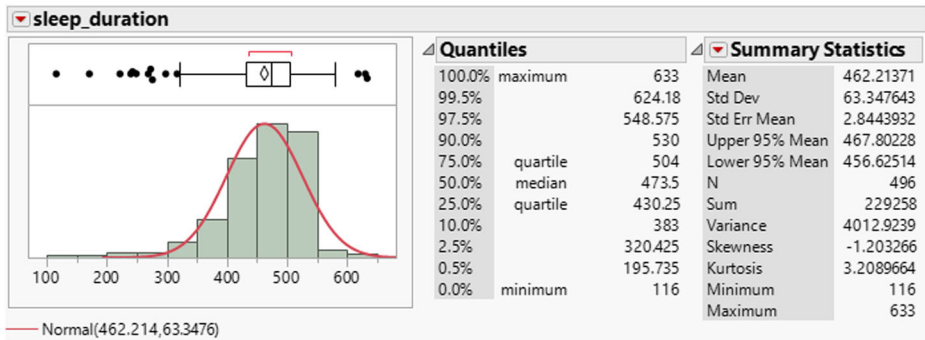 sleep_duration
100 200 300 400 500 600
Normal(462.214,63.3476)
Quantiles
100.0% maximum 633
99.5% 624.18
97.5% 548.575
90.0% 530
75.0% quartile 504
50.0% median 473.5
25.0% quartile 430.25
10.0% 383
2.5% 320.425
0.5% 195.735
0.0% minimum 116
Summary Statistics
Mean 462.21371
Std Dev 63.347643
Std Err Mean 2.8443932
Upper 95% Mean 467.80228
Lower 95% Mean 456.62514
N 496
Sum 229258
Variance 4012.9239
Skewness -1.203266
Kurtosis 3.2089664
Minimum 116
Maximum 633